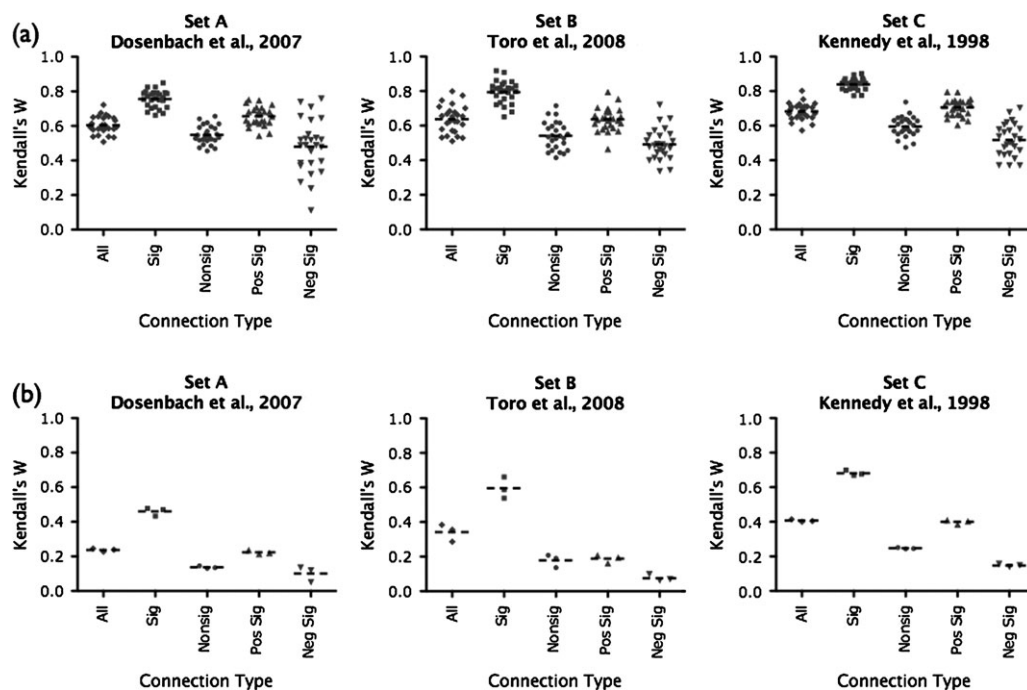 (a)
Set A
Dosenbach et al., 2007
Kendall's W
1.0
0.8
0.6
0.4
0.2
0.0
All
Sig
Nonsig
Pos Sig
Neg Sig
Connection Type
Set B
Toro et al., 2008
Kendall's W
1.0
0.8
0.6
0.4
0.2
0.0
All
Sig
Nonsig
Pos Sig
Neg Sig
Connection Type
Set C
Kennedy et al., 1998
Kendall's W
1.0
0.8
0.6
0.4
0.2
0.0
All
Sig
Nonsig
Pos Sig
Neg Sig
Connection Type
(b)
Set A
Dosenbach et al., 2007
Kendall's W
1.0
0.8
0.6
0.4
0.2
0.0
All
Sig
Nonsig
Pos Sig
Neg Sig
Connection Type
Set B
Toro et al., 2008
Kendall's W
1.0
0.8
0.6
0.4
0.2
0.0
All
Sig
Nonsig
Pos Sig
Neg Sig
Connection Type
Set C
Kennedy et al., 1998
Kendall's W
1.0
0.8
0.6
0.4
0.2
0.0
All
Sig
Nonsig
Pos Sig
Neg Sig
Connection Type